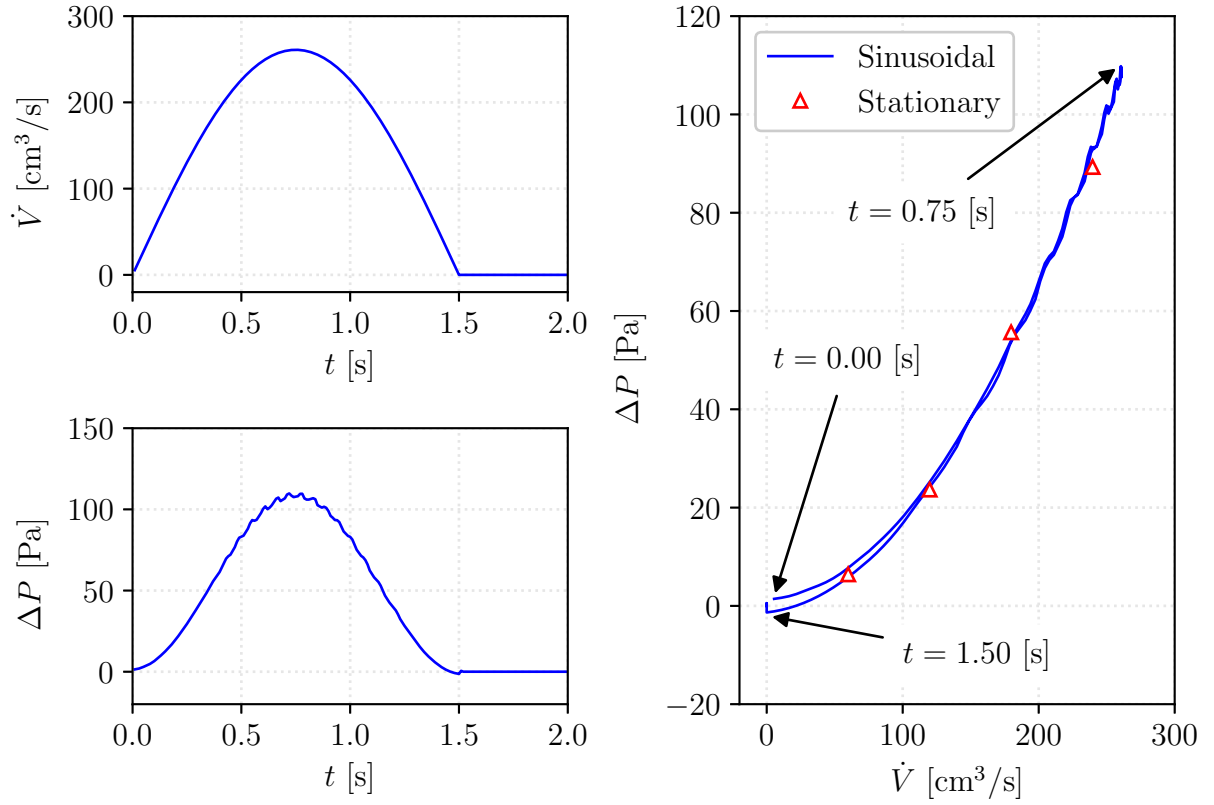 300
200
100
0
V̇ [cm³/s]
0.0 0.5 1.0 1.5 2.0
t [s]
150
100
50
0
ΔP [Pa]
0.0 0.5 1.0 1.5 2.0
t [s]
120
100
80
60
40
20
0
−20
ΔP [Pa]
Sinusoidal
Stationary
t = 0.75 [s]
t = 0.00 [s]
t = 1.50 [s]
0 100 200 300
V̇ [cm³/s]